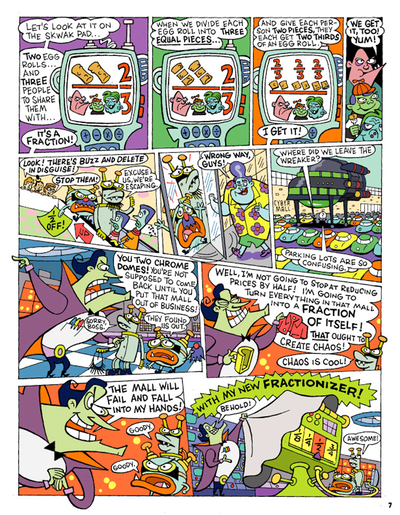 LET'S LOOK AT IT ON
THE SKWAK PAD...
TWO EGG
ROLLS...
AND
THREE
PEOPLE
TO SHARE
THEM
WITH...
2
3
IT'S A
FRACTION!
WHEN WE DIVIDE EACH
EGG ROLL INTO THREE
EQUAL PIECES...
2
3
AND GIVE EACH PER-
SON TWO PIECES, THEY
EACH GET TWO THIRDS
OF AN EGG ROLL.
2 2 2
3 3 3
I GET IT!
WE GET
IT, TOO!
YUM!
LOOK! THERE'S BUZZ AND DELETE
IN DISGUISE!
STOP THEM!
EXCUSE
US, WE'RE
ESCAPING.
1/2
OFF!
WRONG WAY,
GUYS!
WHERE DID WE LEAVE THE
WREAKER?
CYBER
MALL
PARKING LOTS ARE SO
CONFUSING.
YOU TWO CHROME
DOMES! YOU'RE NOT
SUPPOSED TO COME
BACK UNTIL YOU
PUT THAT MALL
OUT OF BUSINESS!
SORRY,
BOSS.
THEY FOUND
US OUT.
WELL, I'M NOT GOING TO STOP AT REDUCING
PRICES BY HALF! I'M GOING TO
TURN EVERYTHING IN THAT MALL
INTO A FRACTION
OF ITSELF!
THAT OUGHT TO
CREATE CHAOS!
CHAOS IS COOL!
THE MALL WILL
FAIL AND FALL
INTO MY HANDS!
GOODY.
GOODY.
WITH MY NEW FRACTIONIZER!
BEHOLD!
AWESOME!
7